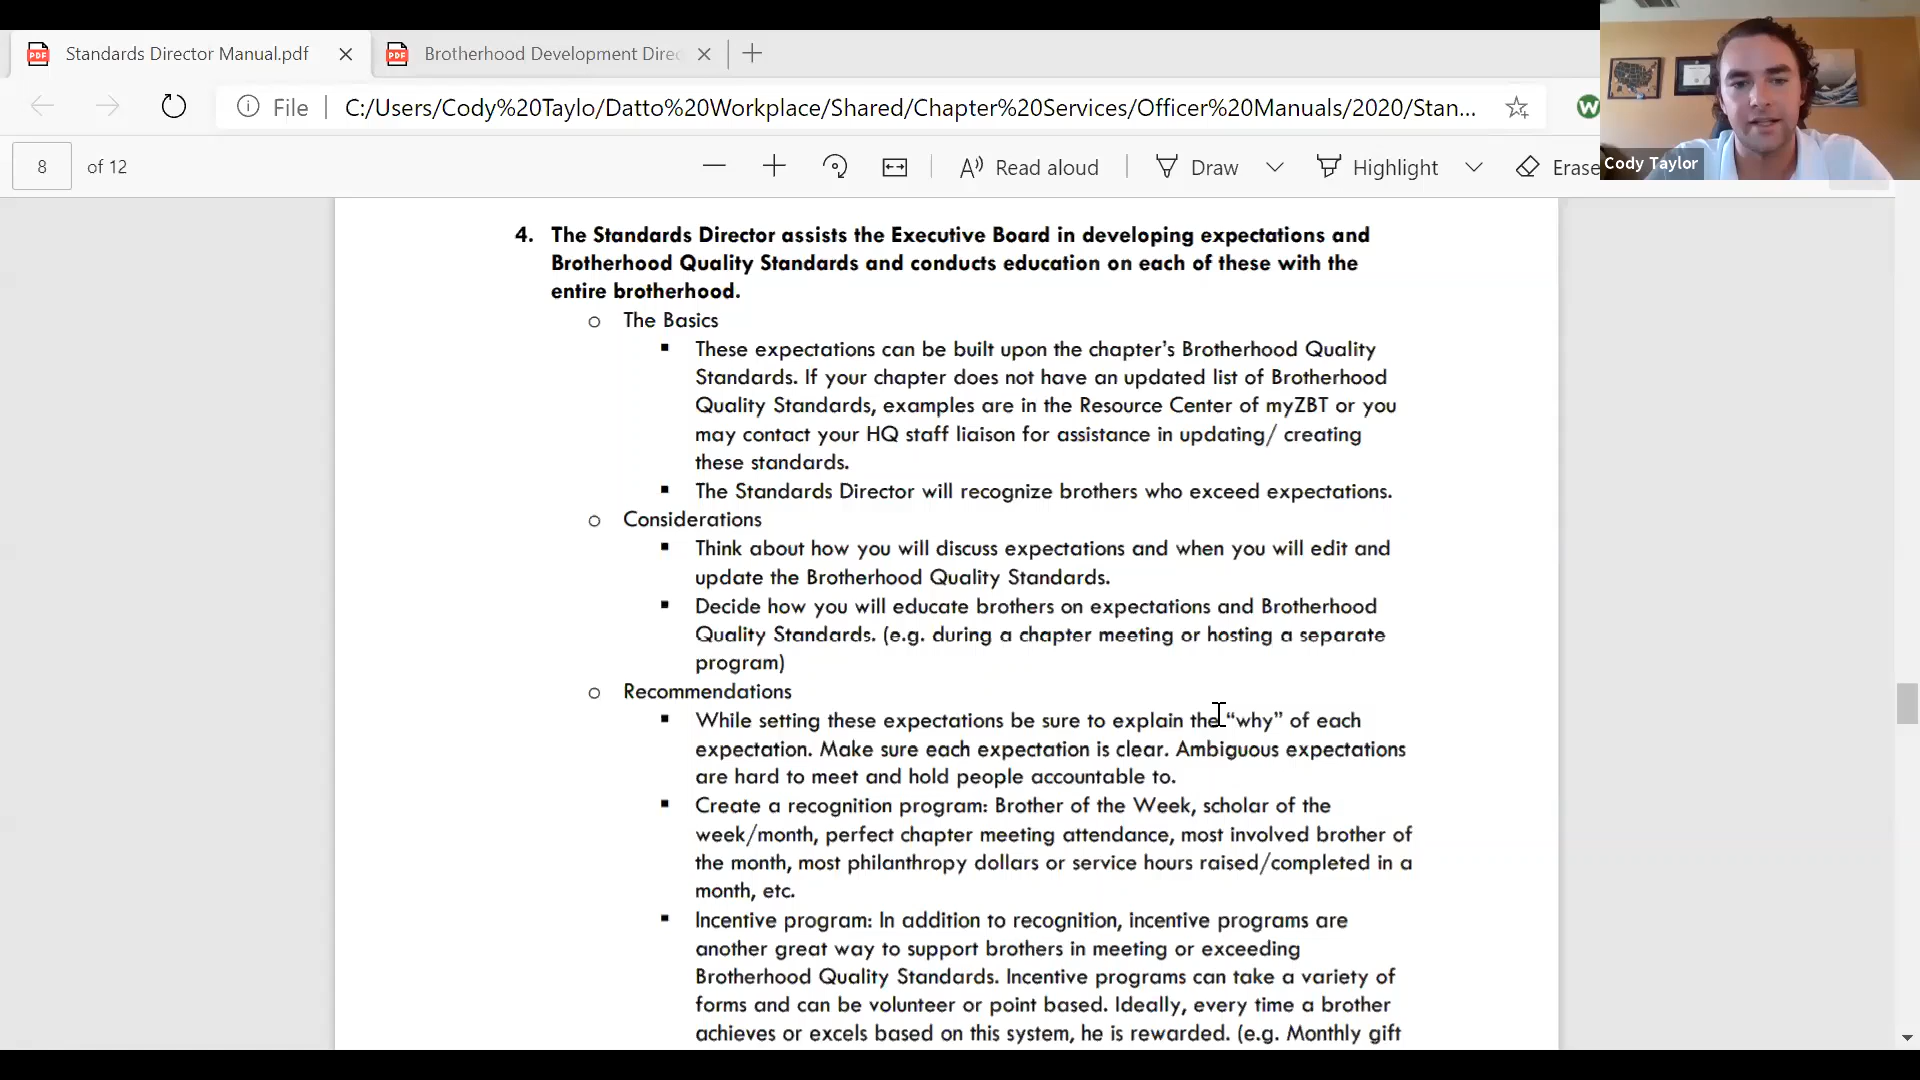 Standards Director Manual.pdf
Brotherhood Development Direc
File
C:/Users/Cody%20Taylo/Datto%20Workplace/Shared/Chapter%20Services/Officer%20Manuals/2020/Stan...
W
8 of 12
Read aloud
Draw
Highlight
Erase
Cody Taylor
4. The Standards Director assists the Executive Board in developing expectations and
Brotherhood Quality Standards and conducts education on each of these with the
entire brotherhood.
o The Basics
▪ These expectations can be built upon the chapter’s Brotherhood Quality
Standards. If your chapter does not have an updated list of Brotherhood
Quality Standards, examples are in the Resource Center of myZBT or you
may contact your HQ staff liaison for assistance in updating/ creating
these standards.
▪ The Standards Director will recognize brothers who exceed expectations.
o Considerations
▪ Think about how you will discuss expectations and when you will edit and
update the Brotherhood Quality Standards.
▪ Decide how you will educate brothers on expectations and Brotherhood
Quality Standards. (e.g. during a chapter meeting or hosting a separate
program)
o Recommendations
▪ While setting these expectations be sure to explain the “why” of each
expectation. Make sure each expectation is clear. Ambiguous expectations
are hard to meet and hold people accountable to.
▪ Create a recognition program: Brother of the Week, scholar of the
week/month, perfect chapter meeting attendance, most involved brother of
the month, most philanthropy dollars or service hours raised/completed in a
month, etc.
▪ Incentive program: In addition to recognition, incentive programs are
another great way to support brothers in meeting or exceeding
Brotherhood Quality Standards. Incentive programs can take a variety of
forms and can be volunteer or point based. Ideally, every time a brother
achieves or excels based on this system, he is rewarded. (e.g. Monthly gift